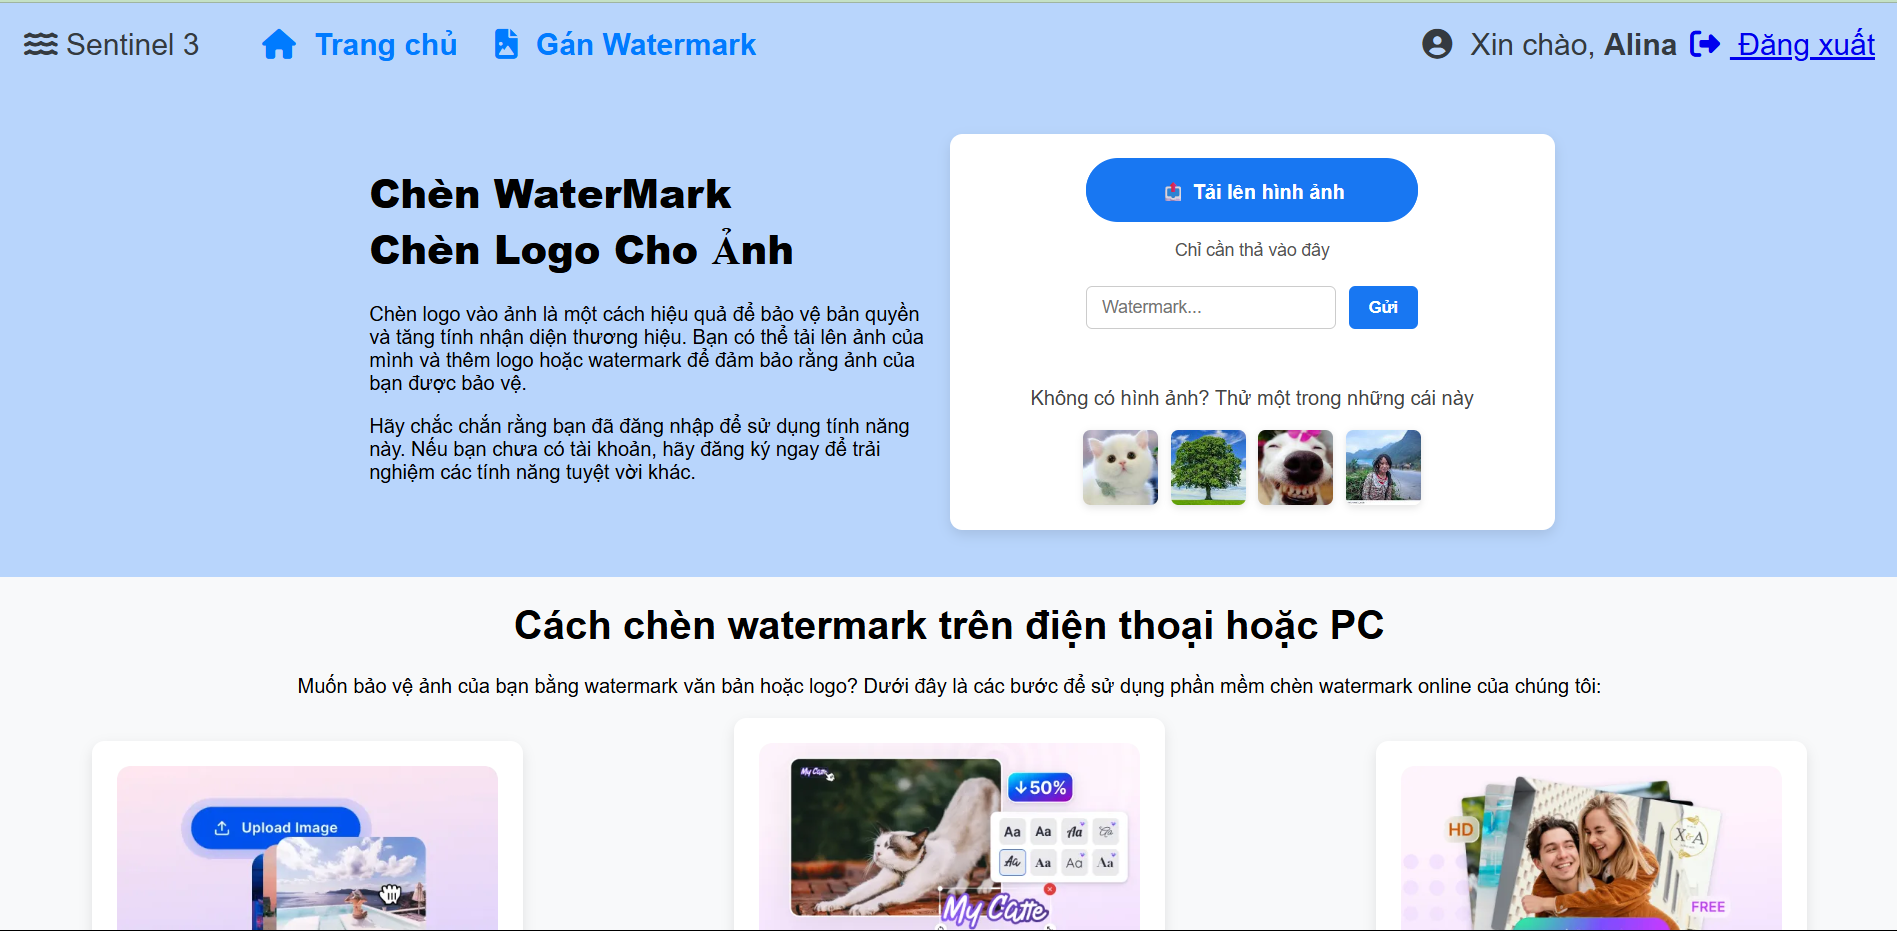 Sentinel 3
Trang chủ
Gán Watermark
Xin chào, Alina
Đăng xuất
Chèn WaterMark
Chèn Logo Cho Ảnh
Chèn logo vào ảnh là một cách hiệu quả để bảo vệ bản quyền
và tăng tính nhận diện thương hiệu. Bạn có thể tải lên ảnh của
mình và thêm logo hoặc watermark để đảm bảo rằng ảnh của
bạn được bảo vệ.
Hãy chắc chắn rằng bạn đã đăng nhập để sử dụng tính năng
này. Nếu bạn chưa có tài khoản, hãy đăng ký ngay để trải
nghiệm các tính năng tuyệt vời khác.
Tải lên hình ảnh
Chỉ cần thả vào đây
Watermark...
Gửi
Không có hình ảnh? Thử một trong những cái này
Cách chèn watermark trên điện thoại hoặc PC
Muốn bảo vệ ảnh của bạn bằng watermark văn bản hoặc logo? Dưới đây là các bước để sử dụng phần mềm chèn watermark online của chúng tôi:
Upload Image
My Catte
50%
Aa Aa Aa Aa
Aa Aa Aa Aa
My Catte
HD
X&A
FREE